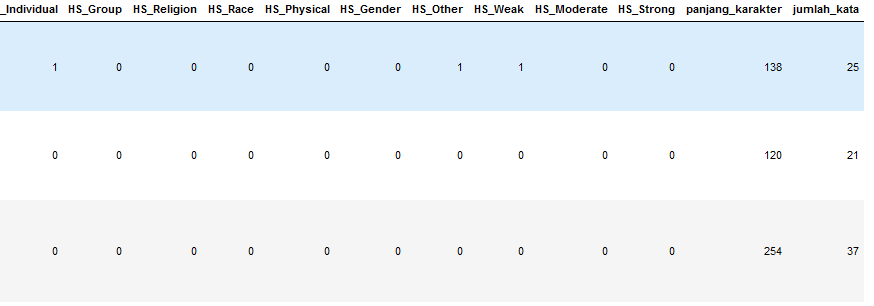 _Individual HS_Group HS_Religion HS_Race HS_Physical HS_Gender HS_Other HS_Weak HS_Moderate HS_Strong panjang_karakter jumlah_kata
1 0 0 0 0 0 1 1 0 0 138 25
0 0 0 0 0 0 0 0 0 0 120 21
0 0 0 0 0 0 0 0 0 0 254 37